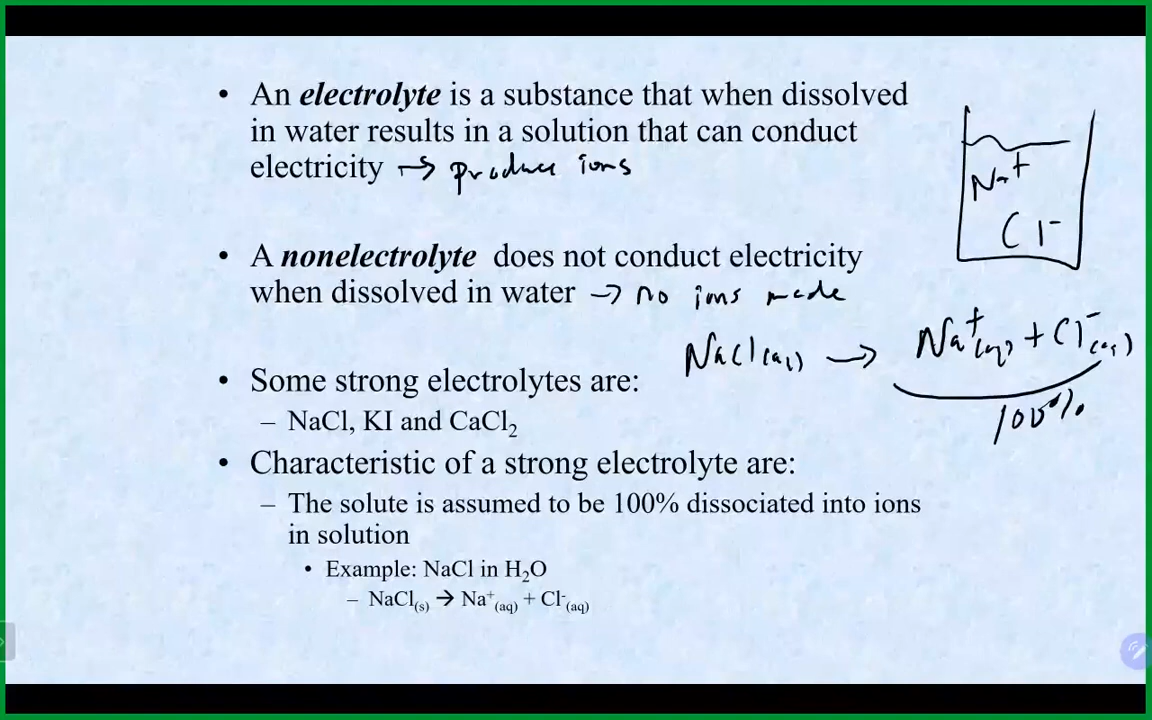 • An electrolyte is a substance that when dissolved
in water results in a solution that can conduct
electricity → produce ions
Na+
Cl-
• A nonelectrolyte does not conduct electricity
when dissolved in water → no ions made
NaCl(aq) → Na+(aq) + Cl-(aq)
100%
• Some strong electrolytes are:
– NaCl, KI and CaCl2
• Characteristic of a strong electrolyte are:
– The solute is assumed to be 100% dissociated into ions
in solution
• Example: NaCl in H2O
– NaCl(s) → Na+(aq) + Cl-(aq)